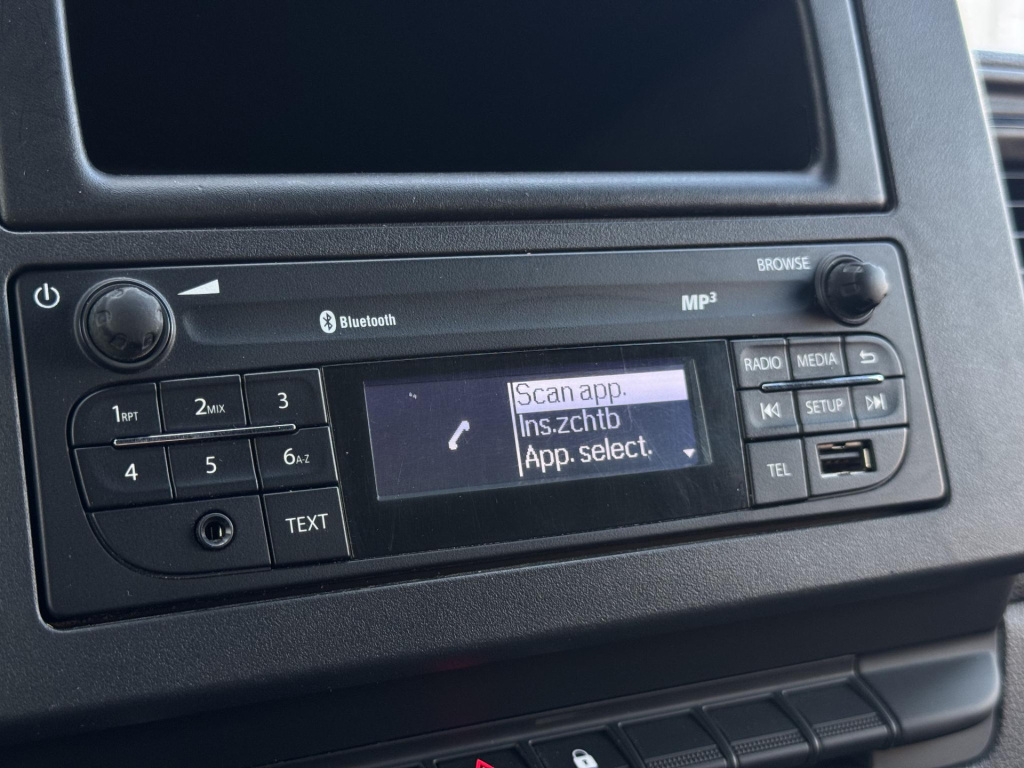 BROWSE
Bluetooth
MP3
1RPT
2MIX
3
4
5
6A-Z
TEXT
Scan app.
Ins.zchtb
App. select.
RADIO
MEDIA
SETUP
TEL